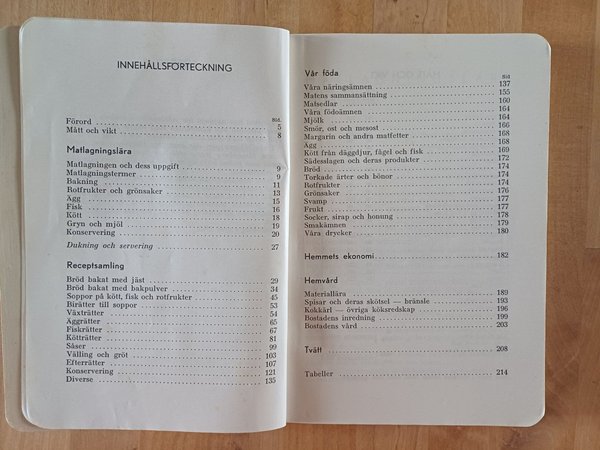 INNEHÅLLSFÖRTECKNING
Sid.
Förord 5
Mått och vikt 8
Matlagningslära
Matlagningen och dess uppgift 9
Matlagningstermer 9
Bakning 11
Rotfrukter och grönsaker 13
Ägg 15
Fisk 16
Kött 18
Gryn och mjöl 19
Konservering 20
Dukning och servering 27
Receptsamling
Bröd bakat med jäst 29
Bröd bakat med bakpulver 34
Soppor på kött, fisk och rotfrukter 45
Birätter till soppor 53
Växträtter 54
Äggrätter 65
Fiskrätter 67
Kötträtter 81
Såser 99
Välling och gröt 103
Efterrätter 107
Konservering 121
Diverse 135
Vår föda
Sid
Våra näringsämnen 137
Matens sammansättning 155
Matsedlar 160
Våra födoämnen 164
Mjölk 164
Smör, ost och mesost 166
Margarin och andra matfetter 168
Ägg 168
Kött från däggdjur, fågel och fisk 169
Sädesslagen och deras produkter 172
Bröd 174
Torkade ärter och bönor 174
Rotfrukter 174
Grönsaker 176
Svamp 177
Frukt 177
Socker, sirap och honung 178
Smakämnen 179
Våra drycker 180
Hemmets ekonomi 182
Hemvård
Materiallära 189
Spisar och deras skötsel — bränsle 193
Kokkärl — övriga köksredskap 196
Bostadens inredning 199
Bostadens vård 203
Tvätt 208
Tabeller 214